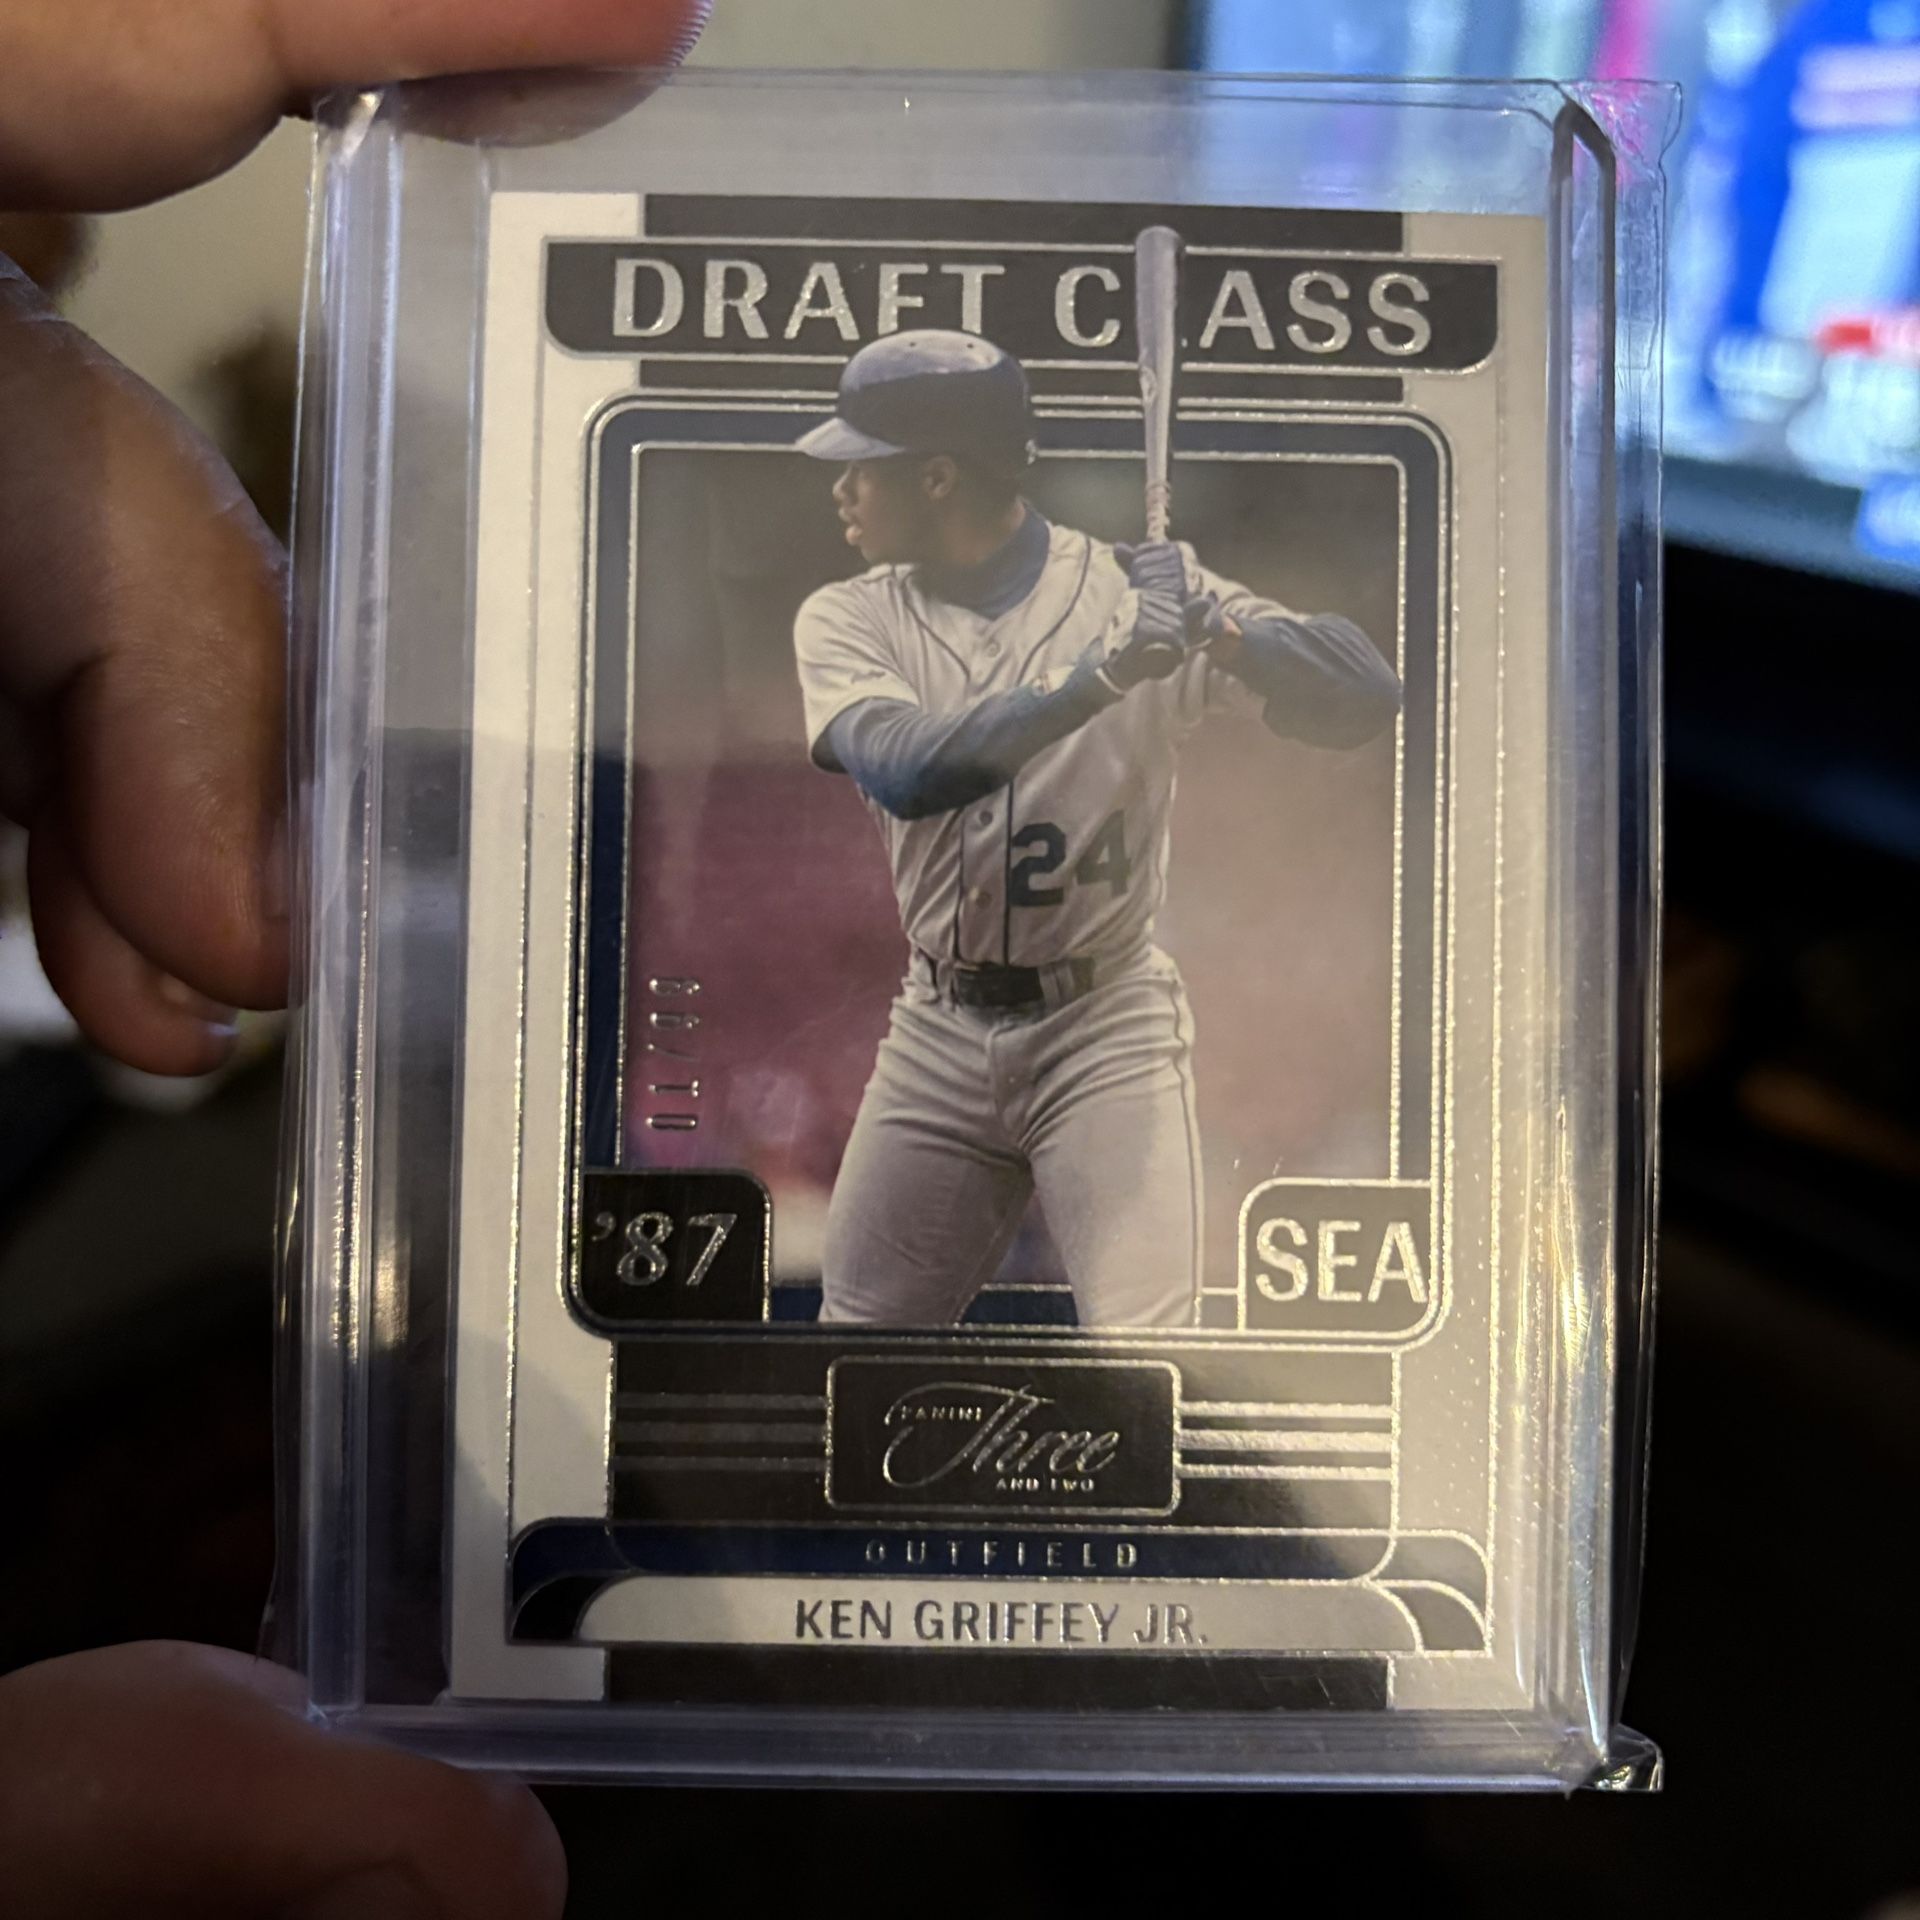 DRAFT CLASS
24
01/99
'87
SEA
PANINI
Three
AND TWO
OUTFIELD
KEN GRIFFEY JR.